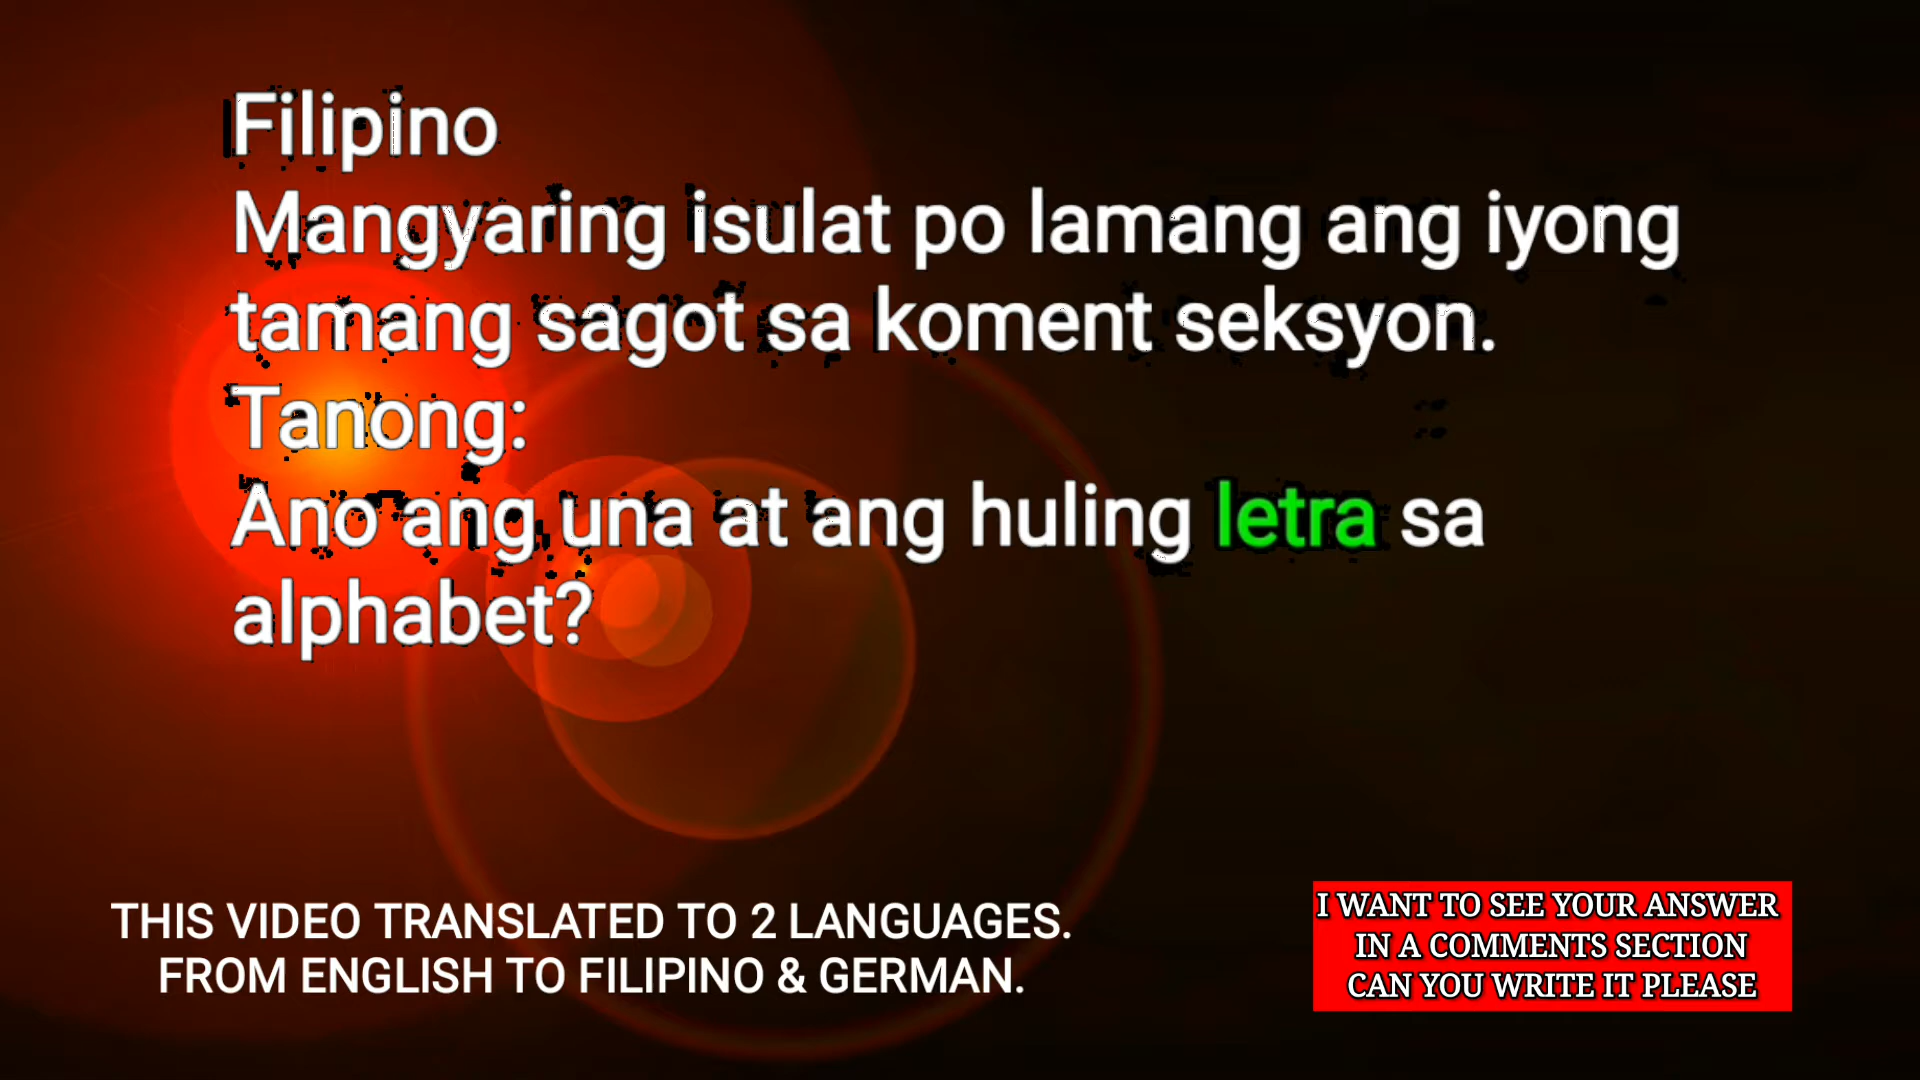 Filipino
Mangyaring isulat po lamang ang iyong
tamang sagot sa koment seksyon.
Tanong:
Ano ang una at ang huling letra sa
alphabet?
THIS VIDEO TRANSLATED TO 2 LANGUAGES.
FROM ENGLISH TO FILIPINO & GERMAN.
I WANT TO SEE YOUR ANSWER
IN A COMMENTS SECTION
CAN YOU WRITE IT PLEASE